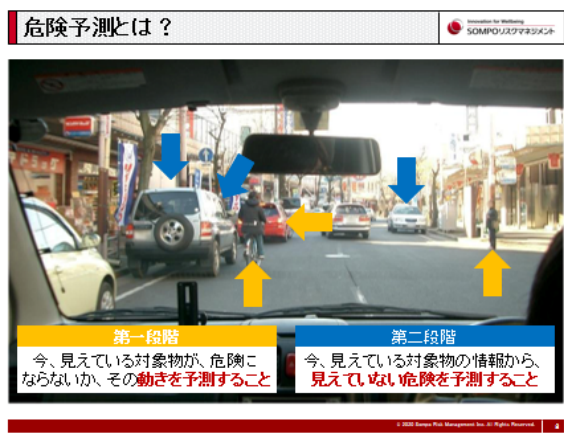 危険予測とは？
Innovation for Wellbeing
SOMPOリスクマネジメント
第一段階
今、見えている対象物が、危険に
ならないか、その動きを予測すること
第二段階
今、見えている対象物の情報から、
見えていない危険を予測すること
© 2020 Sompo Risk Management Inc. All Rights Reserved.